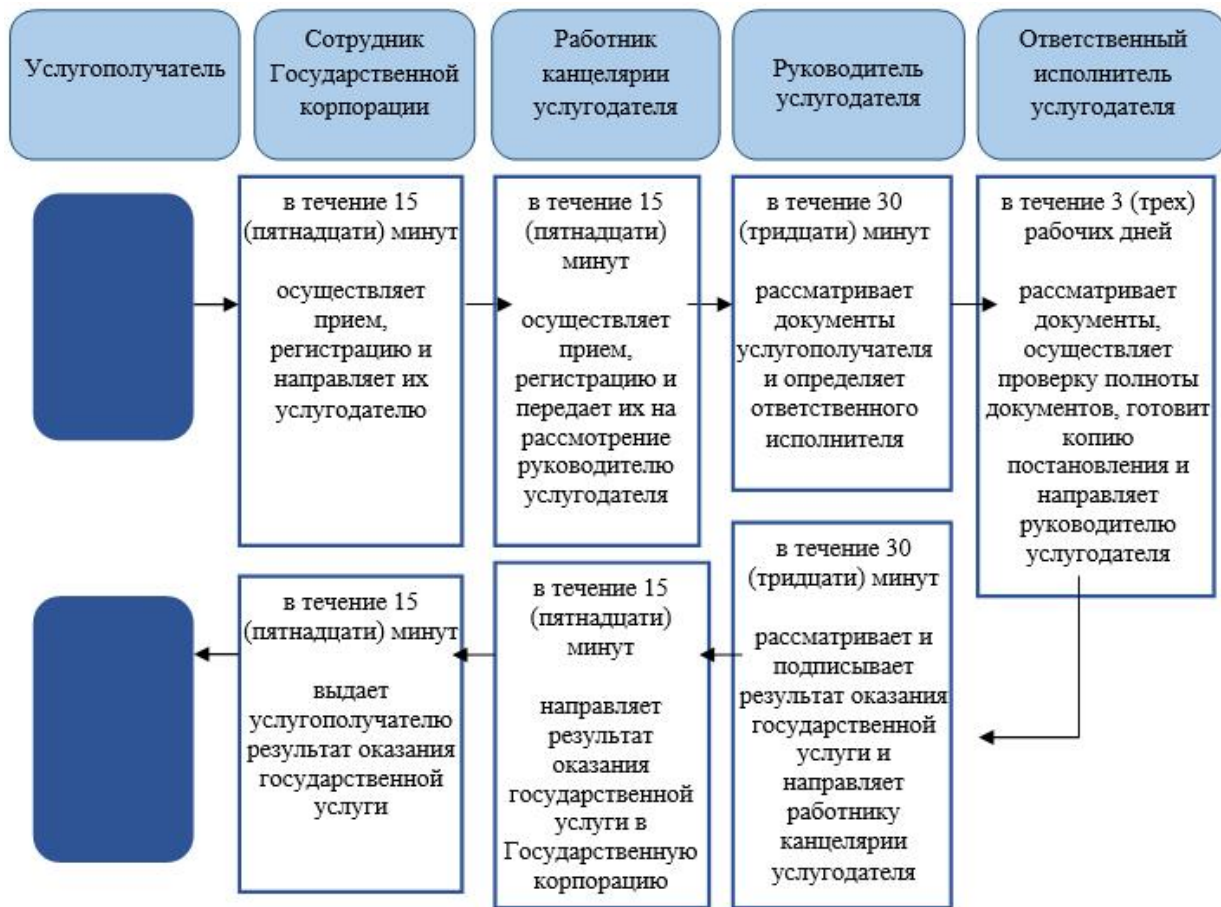 Услугополучатель
Сотрудник
Государственной
корпорации
Работник
канцелярии
услугодателя
Руководитель
услугодателя
Ответственный
исполнитель
услугодателя
в течение 15
(пятнадцати) минут
осуществляет
прием,
регистрацию и
направляет их
услугодателю
в течение 15
(пятнадцати)
минут
осуществляет
прием,
регистрацию и
передает их на
рассмотрение
руководителю
услугодателя
в течение 30
(тридцати) минут
рассматривает
документы
услугополучателя
и определяет
ответственного
исполнителя
в течение 3 (трех)
рабочих дней
рассматривает
документы,
осуществляет
проверку полноты
документов, готовит
копию
постановления и
направляет
руководителю
услугодателя
в течение 30
(тридцати) минут
рассматривает и
подписывает
результат оказания
государственной
услуги и
направляет
работнику
канцелярии
услугодателя
в течение 15
(пятнадцати)
минут
направляет
результат
оказания
государственной
услуги в
Государственную
корпорацию
в течение 15
(пятнадцати) минут
выдает
услугополучателю
результат оказания
государственной
услуги